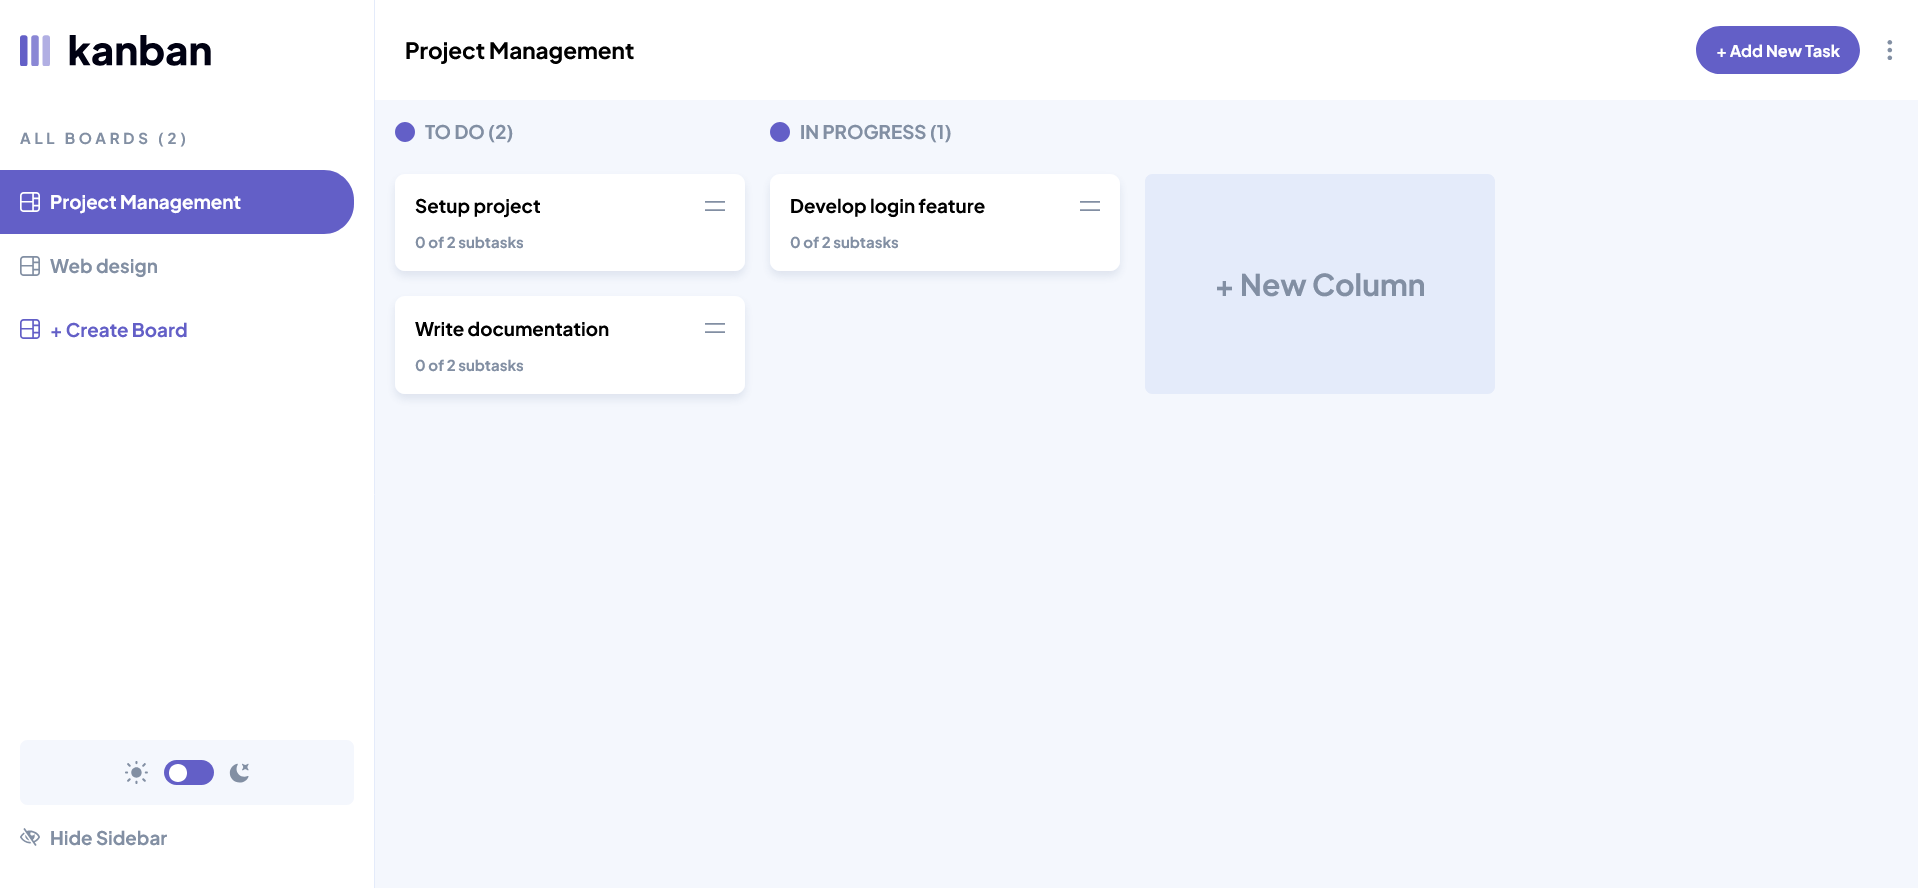 kanban
ALL BOARDS (2)
Project Management
Web design
+ Create Board
Hide Sidebar
Project Management
+ Add New Task
TO DO (2)
Setup project
0 of 2 subtasks
Write documentation
0 of 2 subtasks
IN PROGRESS (1)
Develop login feature
0 of 2 subtasks
+ New Column